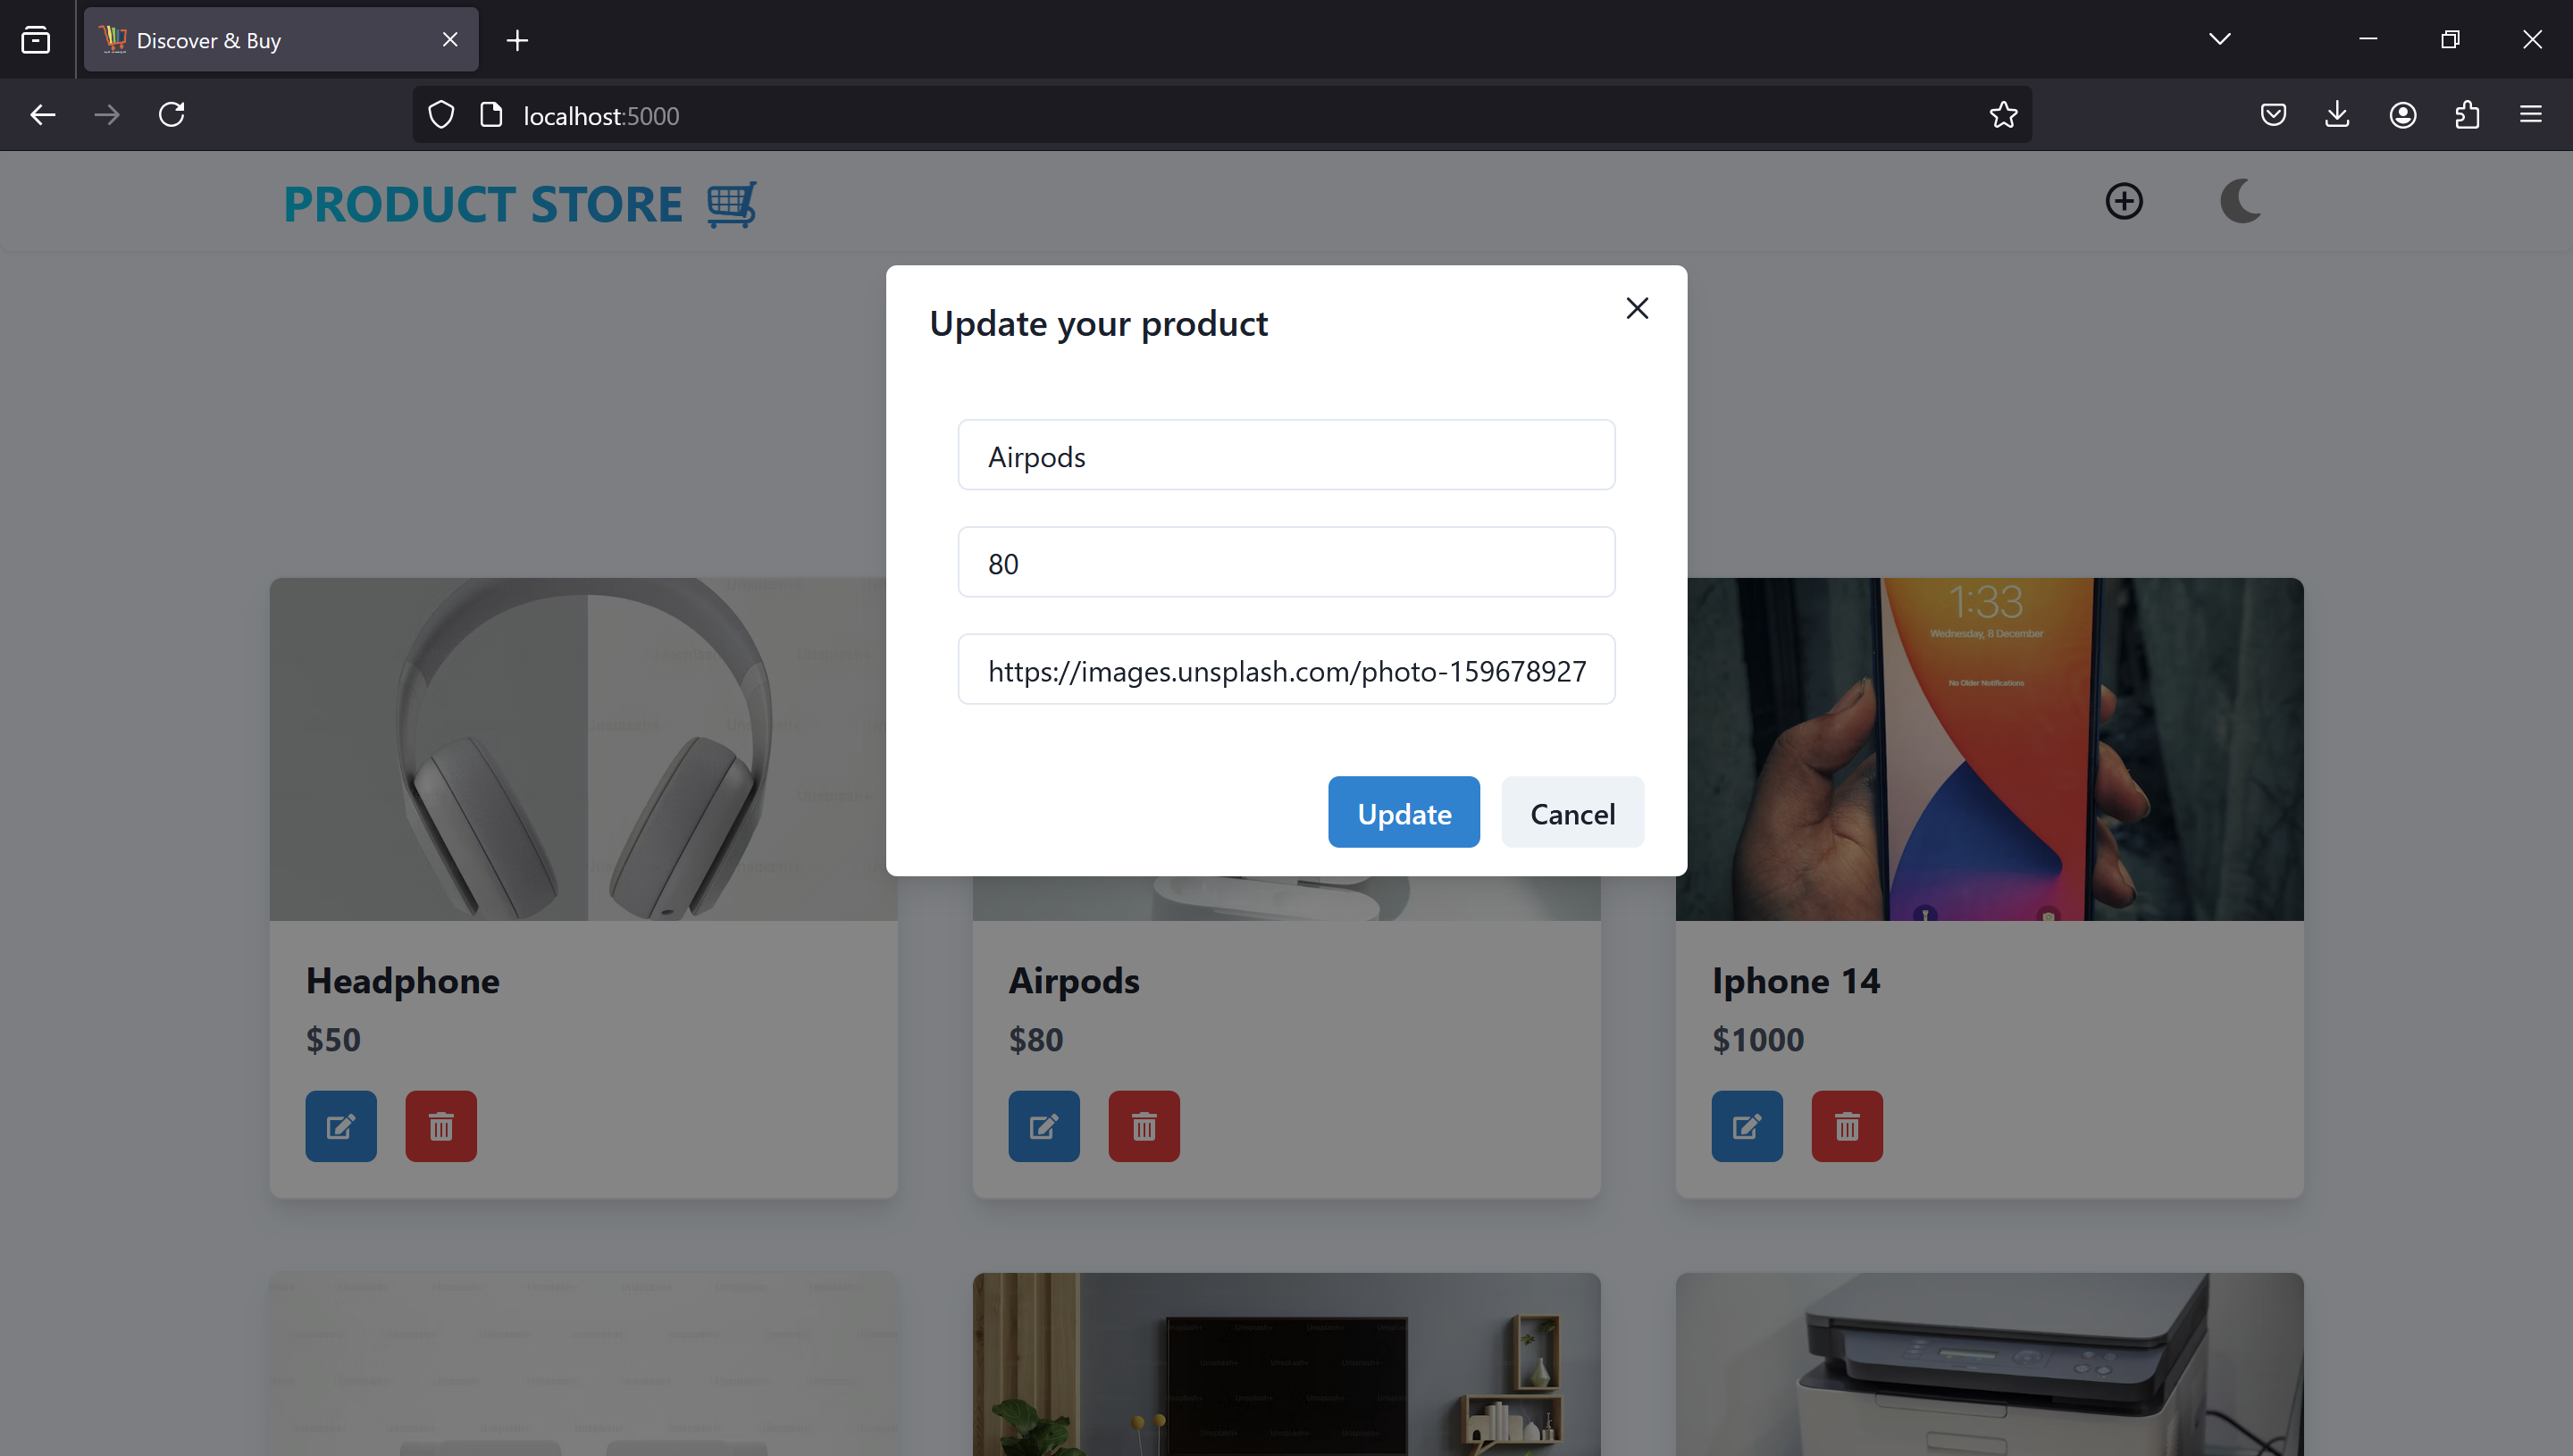 Discover & Buy
localhost:5000
PRODUCT STORE
Update your product
Airpods
80
https://images.unsplash.com/photo-159678927
Update
Cancel
1:33
Wednesday, 8 December
No Older Notifications
Headphone
$50
Airpods
$80
Iphone 14
$1000